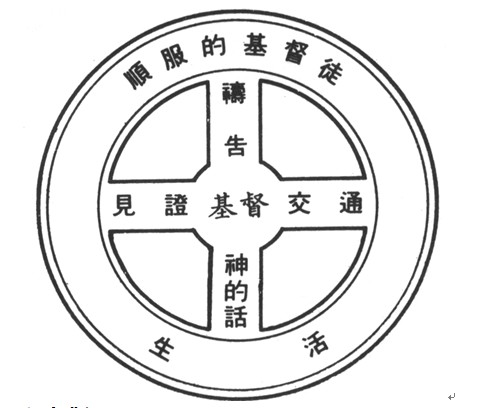 順服的基督徒
禱告
見證 基督 交通
神的話
生活